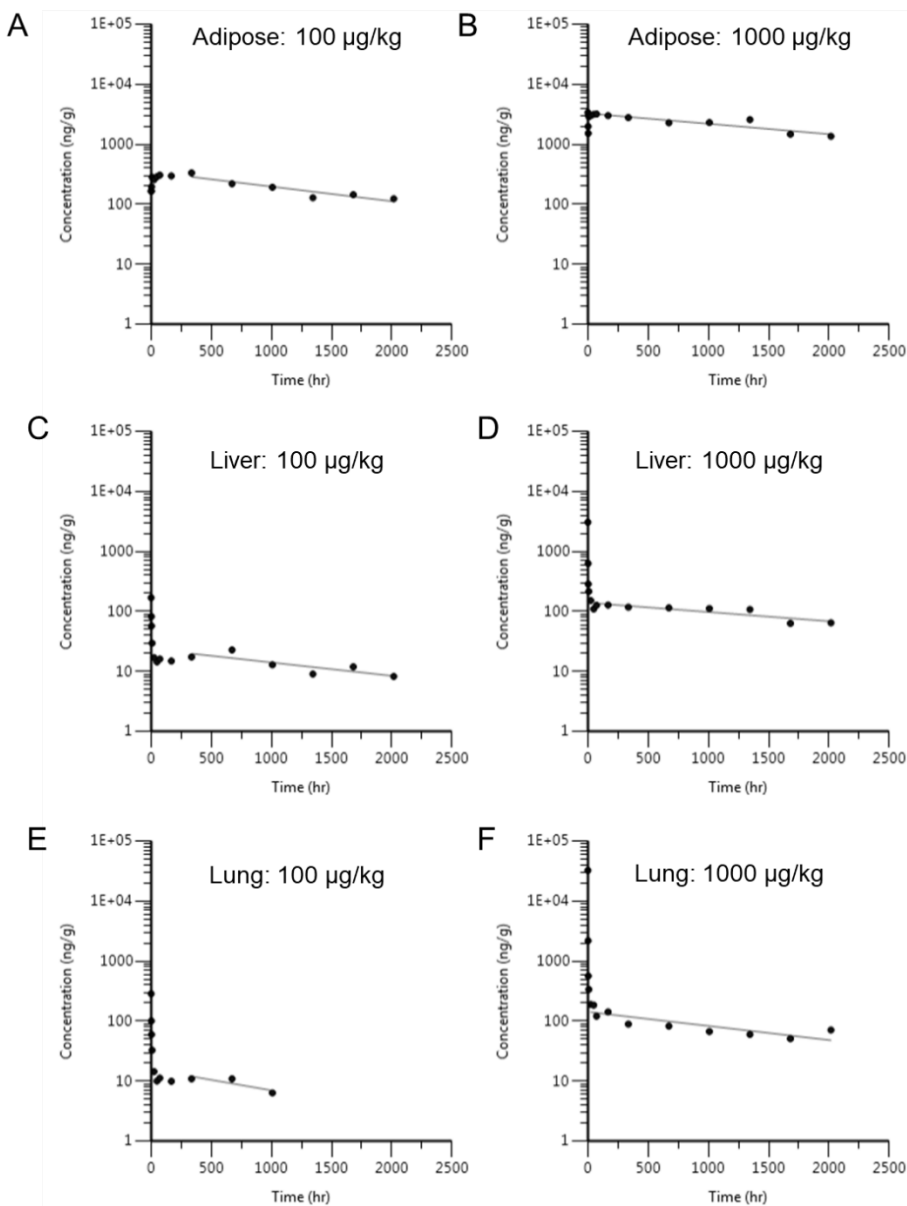 A
Adipose: 100 µg/kg
1E+05
1E+04
1000
100
10
1
Concentration (ng/g)
0
500
1000
1500
2000
2500
Time (hr)
B
Adipose: 1000 µg/kg
1E+05
1E+04
1000
100
10
1
Concentration (ng/g)
0
500
1000
1500
2000
2500
Time (hr)
C
Liver: 100 µg/kg
1E+05
1E+04
1000
100
10
1
Concentration (ng/g)
0
500
1000
1500
2000
2500
Time (hr)
D
Liver: 1000 µg/kg
1E+05
1E+04
1000
100
10
1
Concentration (ng/g)
0
500
1000
1500
2000
2500
Time (hr)
E
Lung: 100 µg/kg
1E+05
1E+04
1000
100
10
1
Concentration (ng/g)
0
500
1000
1500
2000
2500
Time (hr)
F
Lung: 1000 µg/kg
1E+05
1E+04
1000
100
10
1
Concentration (ng/g)
0
500
1000
1500
2000
2500
Time (hr)